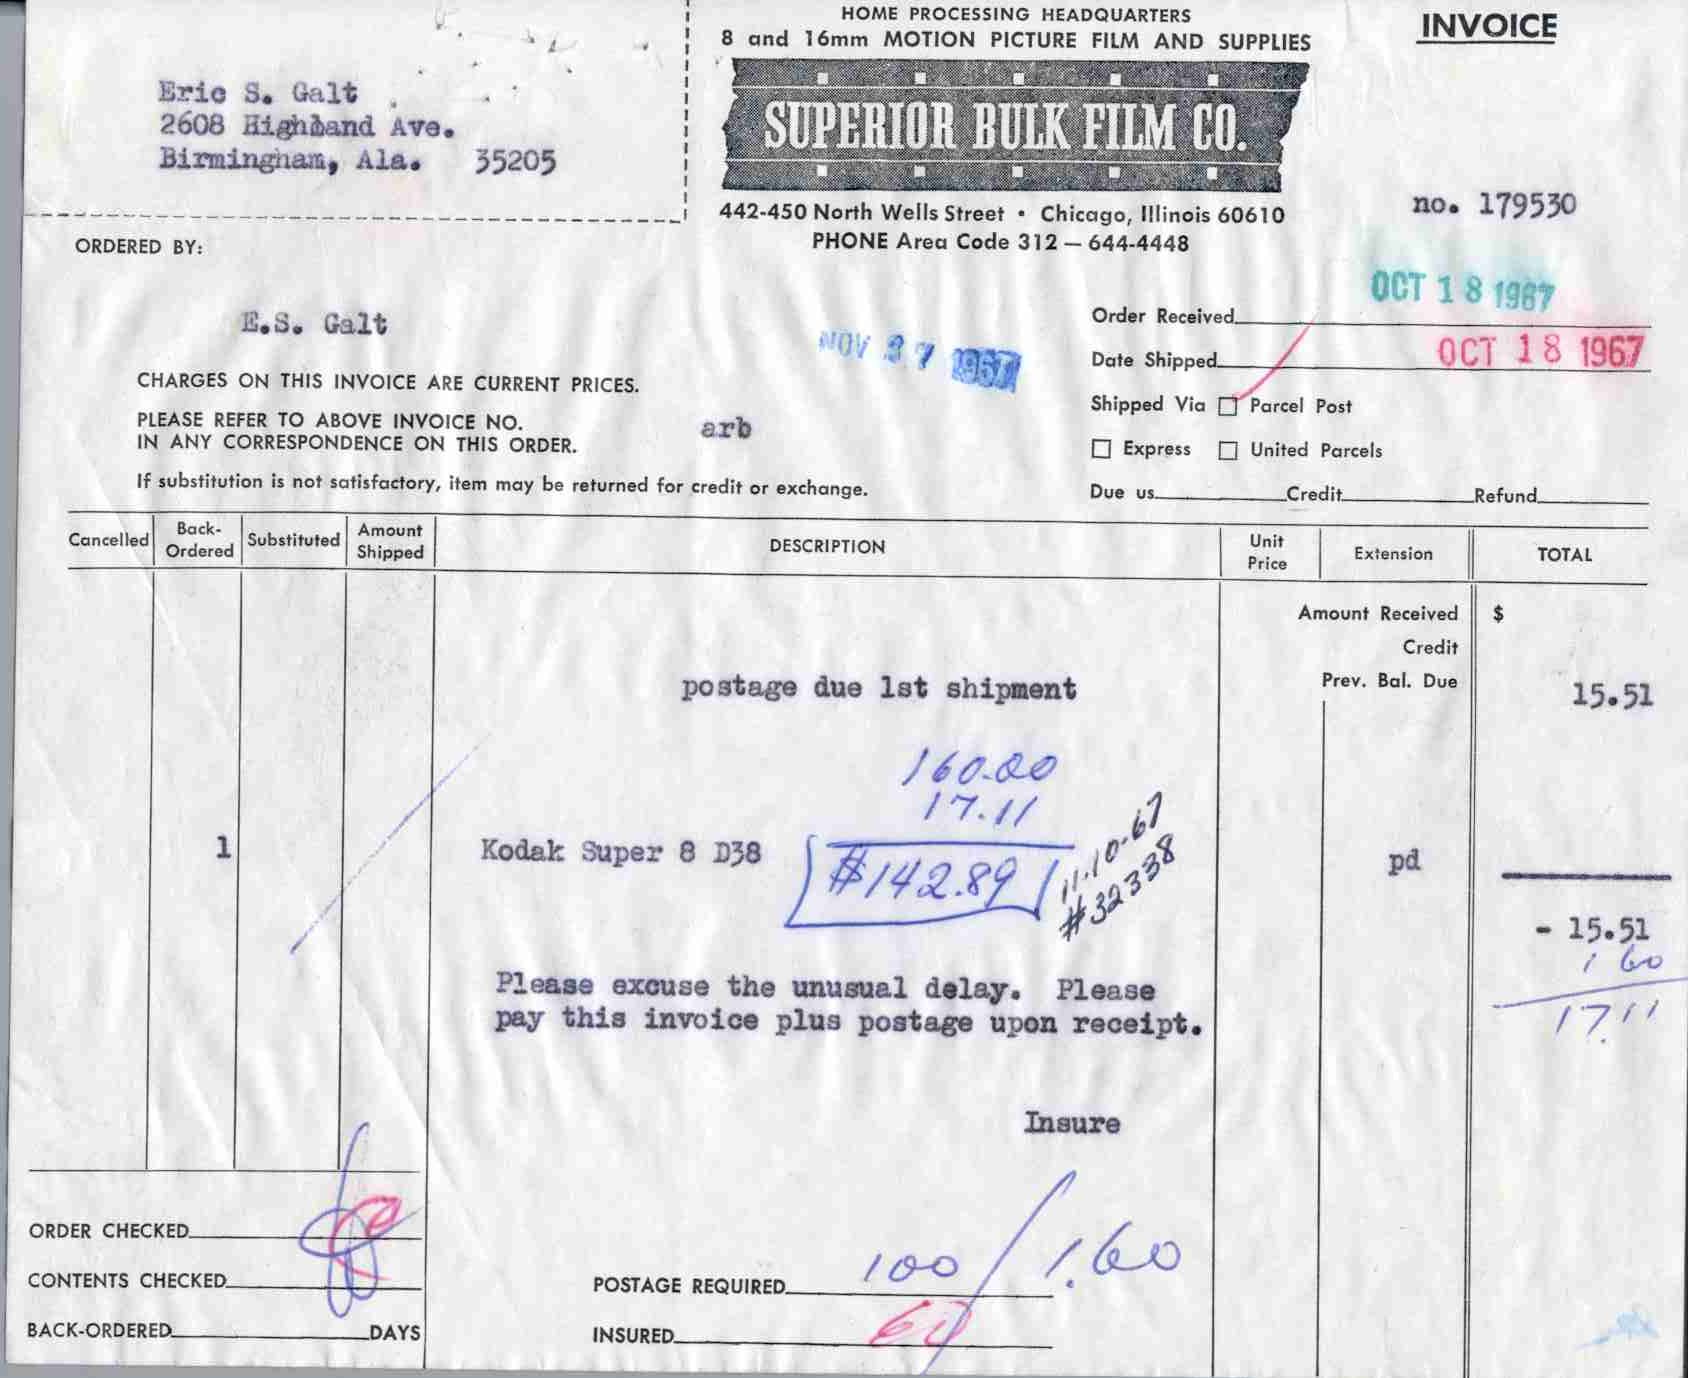 HOME PROCESSING HEADQUARTERS
8 and 16mm MOTION PICTURE FILM AND SUPPLIES
SUPERIOR BULK FILM CO.
442-450 North Wells Street • Chicago, Illinois 60610
PHONE Area Code 312 — 644-4448
INVOICE
no. 179530
Eric S. Galt
2608 Highland Ave.
Birmingham, Ala. 35205
ORDERED BY:
E.S. Galt
CHARGES ON THIS INVOICE ARE CURRENT PRICES.
PLEASE REFER TO ABOVE INVOICE NO.
IN ANY CORRESPONDENCE ON THIS ORDER.
If substitution is not satisfactory, item may be returned for credit or exchange.
arb
NOV 1967
OCT 18 1967
Order Received
OCT 18 1967
Date Shipped
Shipped Via □ Parcel Post
□ Express □ United Parcels
Due us Credit Refund
Cancelled Back-Ordered Substituted Amount Shipped DESCRIPTION Unit Price Extension TOTAL
Amount Received $
Credit
Prev. Bal. Due
postage due 1st shipment 15.51
160.00
17.11
$142.89
11.10.67
#32338
1 Kodak Super 8 D38 pd
- 15.51
1 60
17.11
Please excuse the unusual delay. Please
pay this invoice plus postage upon receipt.
Insure
ORDER CHECKED
CONTENTS CHECKED
BACK-ORDERED DAYS
POSTAGE REQUIRED 100 / 1.60
INSURED 60